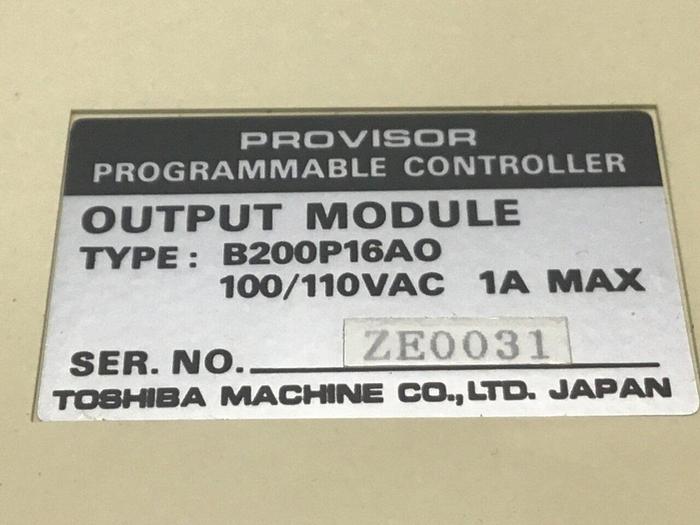 PROVISOR
PROGRAMMABLE CONTROLLER
OUTPUT MODULE
TYPE: B200P16AO
100/110VAC 1A MAX
SER. NO. ZE0031
TOSHIBA MACHINE CO.,LTD. JAPAN